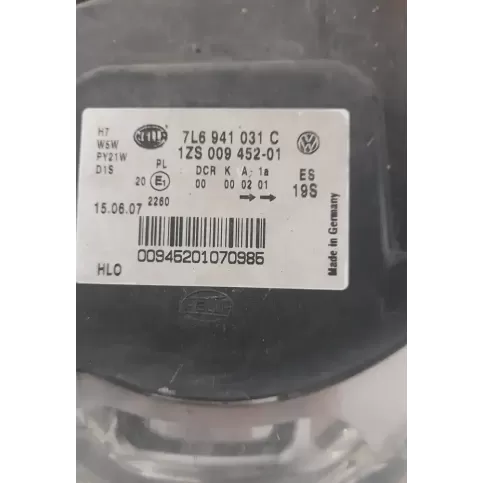 H7
W5W
PY21W
D1S
HELLA
7L6 941 031 C
1ZS 009 452-01
VW
PL
20 E1
2260
DCR K A 1a
00 00 02 01
→ →
ES
19S
15.06.07
00945201070985
HLO
Made in Germany
HELLA